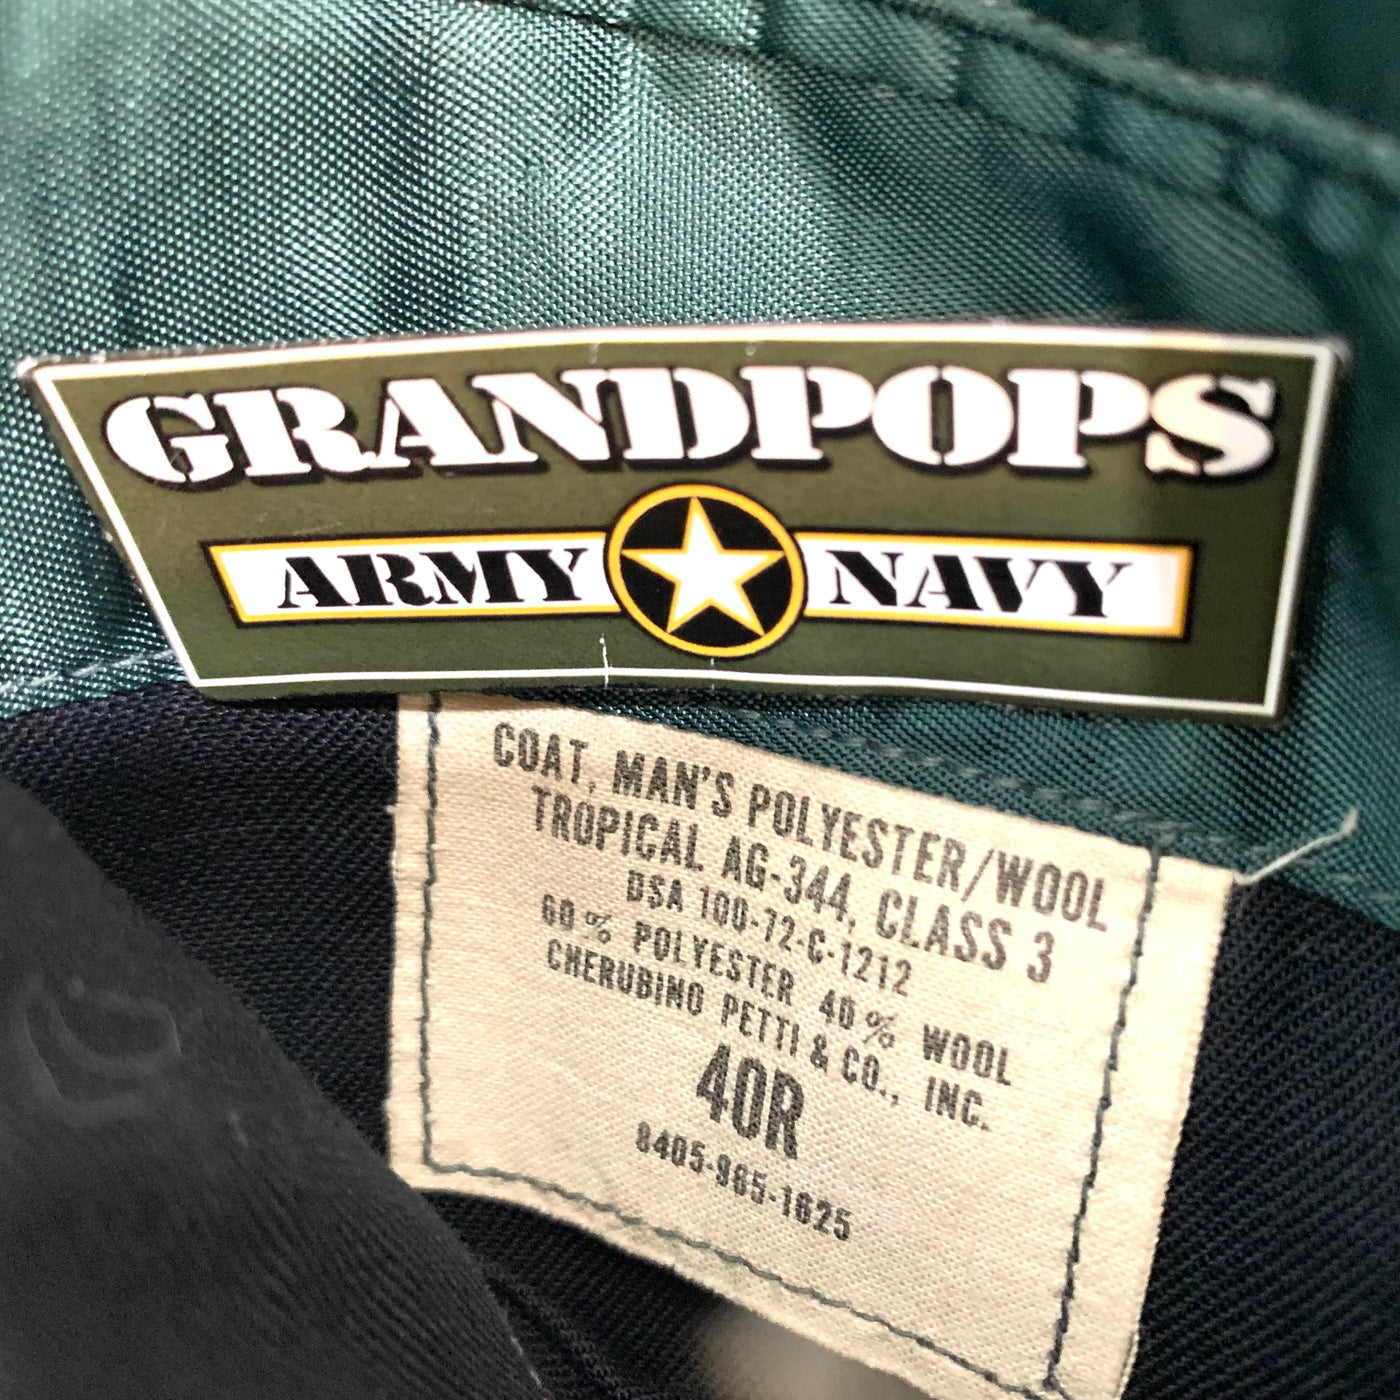 GRANDPOPS
ARMY NAVY
COAT, MAN'S POLYESTER/WOOL
TROPICAL AG-344, CLASS 3
DSA 100-72-C-1212
60% POLYESTER 40% WOOL
CHERUBINO PETTI & CO., INC.
40R
8405-965-1625